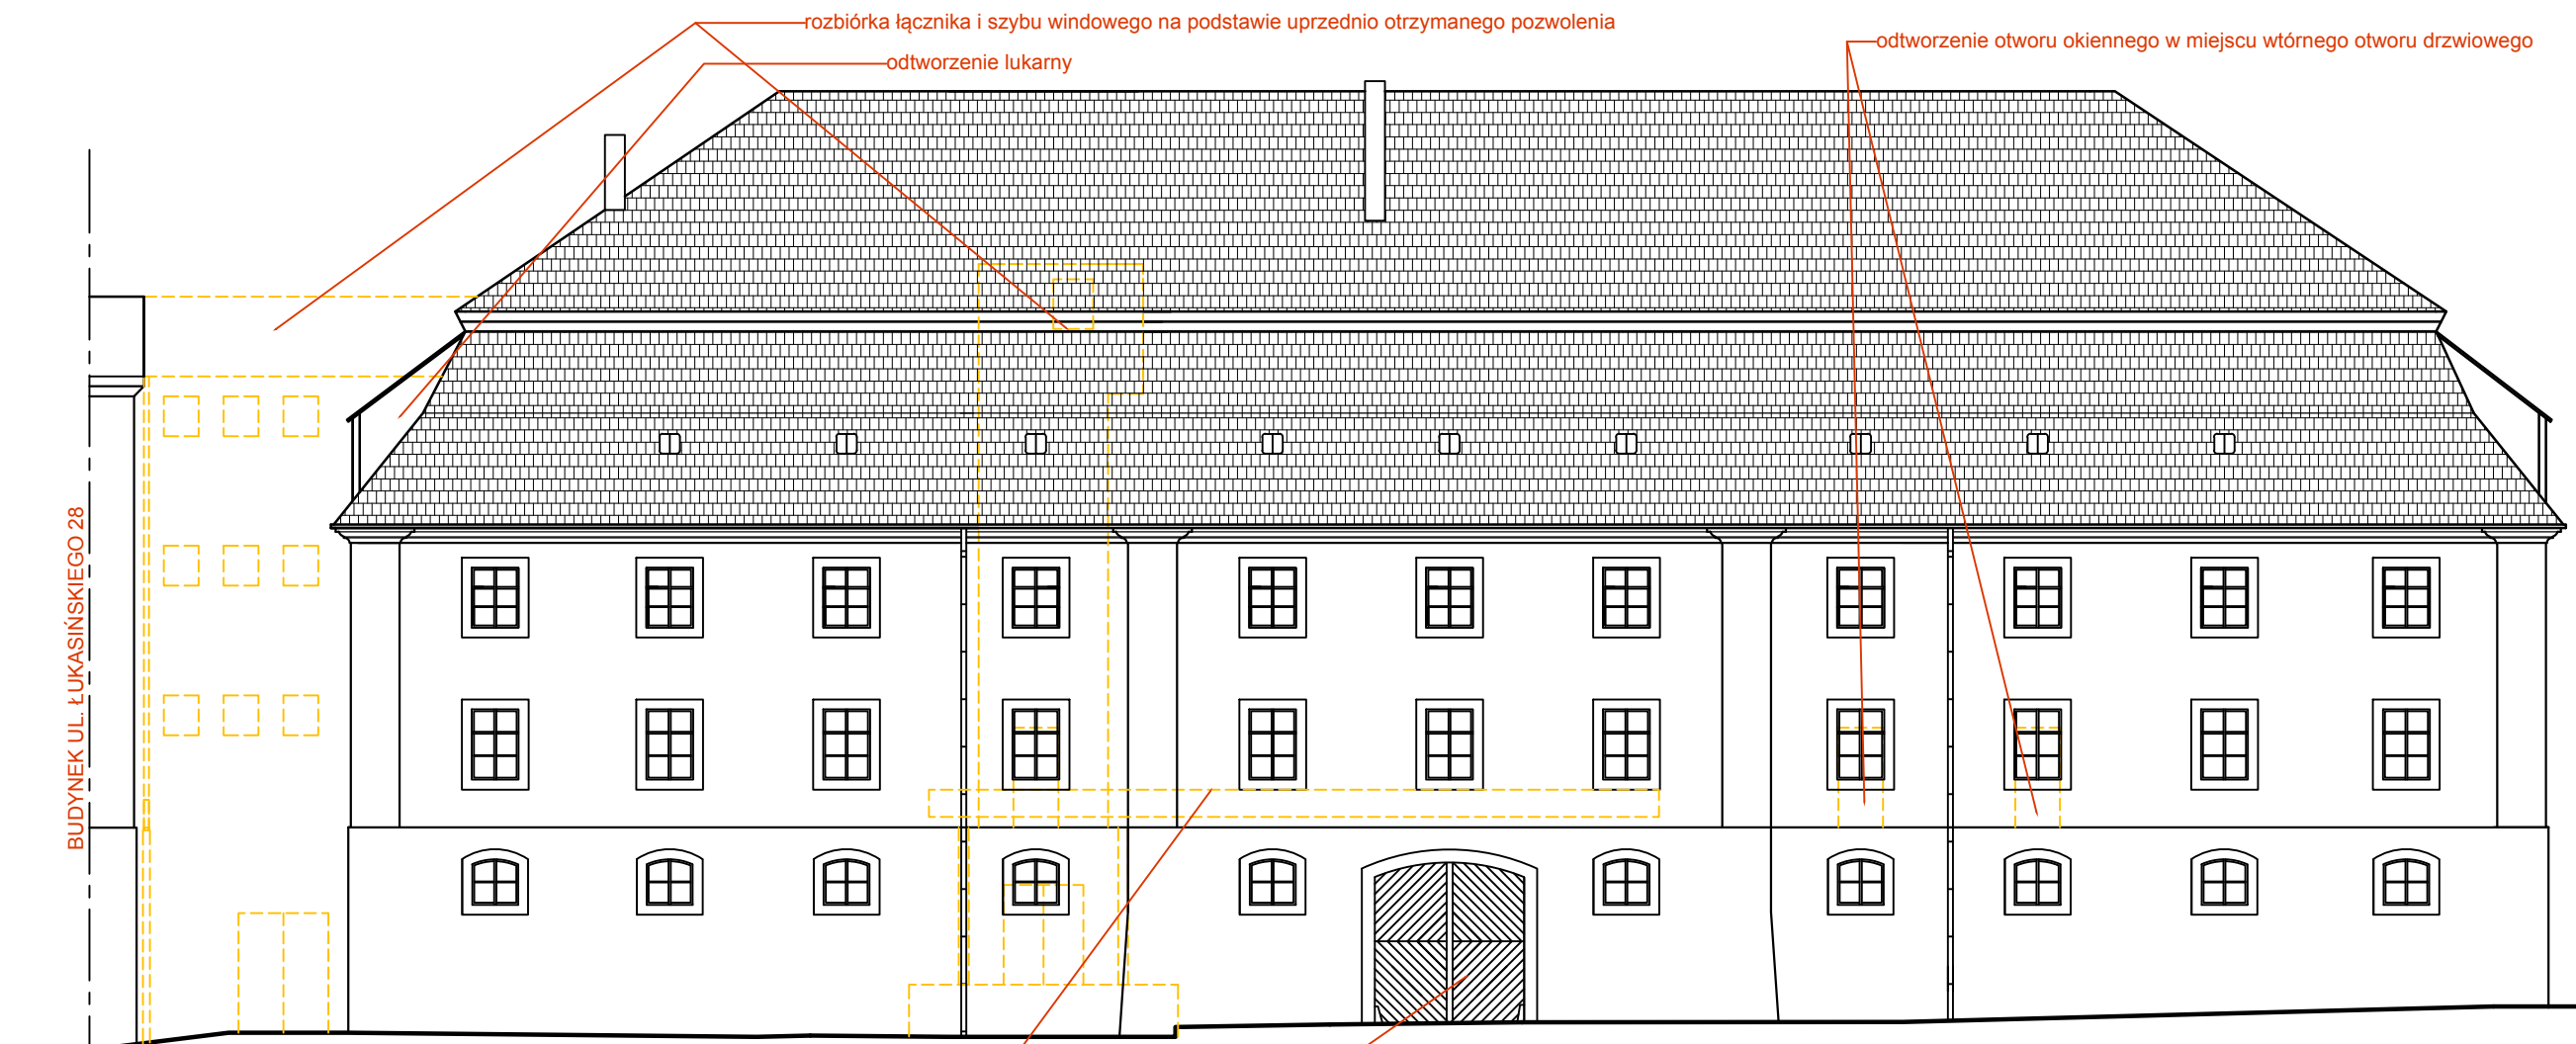 rozbiórka łącznika i szybu windowego na podstawie uprzednio otrzymanego pozwolenia
odtworzenie otworu okiennego w miejscu wtórnego otworu drzwiowego
odtworzenie lukarny
BUDYNEK UL. ŁUKASIŃSKIEGO 28